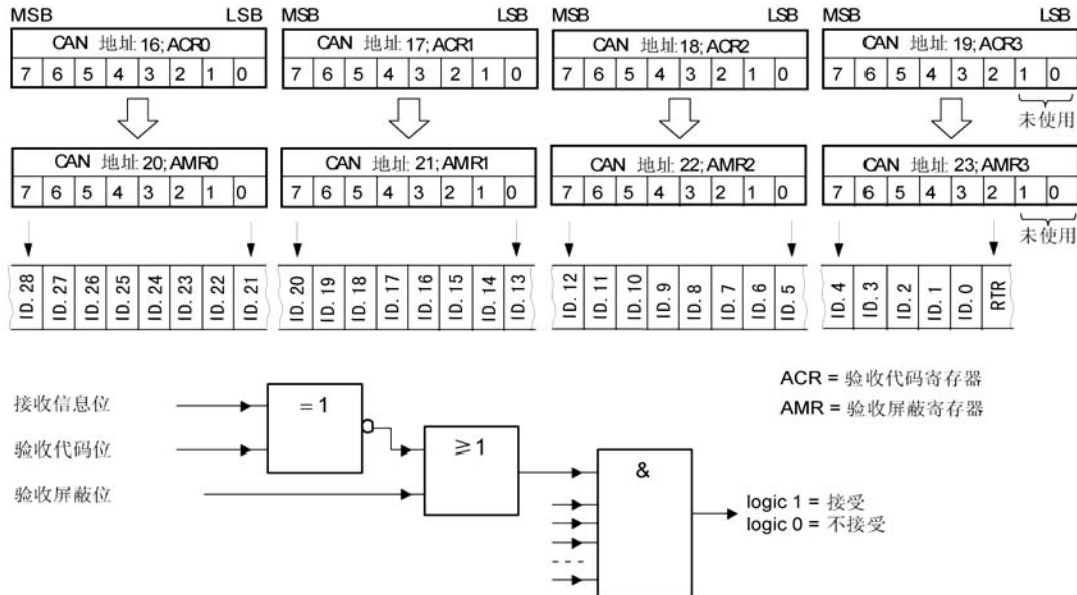 MSB LSB MSB LSB MSB LSB MSB LSB
CAN 地址 16;ACR0 CAN 地址 17;ACR1 CAN 地址 18;ACR2 CAN 地址 19;ACR3
7 6 5 4 3 2 1 0 7 6 5 4 3 2 1 0 7 6 5 4 3 2 1 0 7 6 5 4 3 2 1 0
未使用
CAN 地址 20;AMR0 CAN 地址 21;AMR1 CAN 地址 22;AMR2 CAN 地址 23;AMR3
7 6 5 4 3 2 1 0 7 6 5 4 3 2 1 0 7 6 5 4 3 2 1 0 7 6 5 4 3 2 1 0
未使用
ID.28 ID.27 ID.26 ID.25 ID.24 ID.23 ID.22 ID.21 ID.20 ID.19 ID.18 ID.17 ID.16 ID.15 ID.14 ID.13 ID.12 ID.11 ID.10 ID.9 ID.8 ID.7 ID.6 ID.5 ID.4 ID.3 ID.2 ID.1 ID.0 RTR
ACR = 验收代码寄存器
AMR = 验收屏蔽寄存器
接收信息位
验收代码位
验收屏蔽位
=1
≥1
&
logic 1 = 接受
logic 0 = 不接受